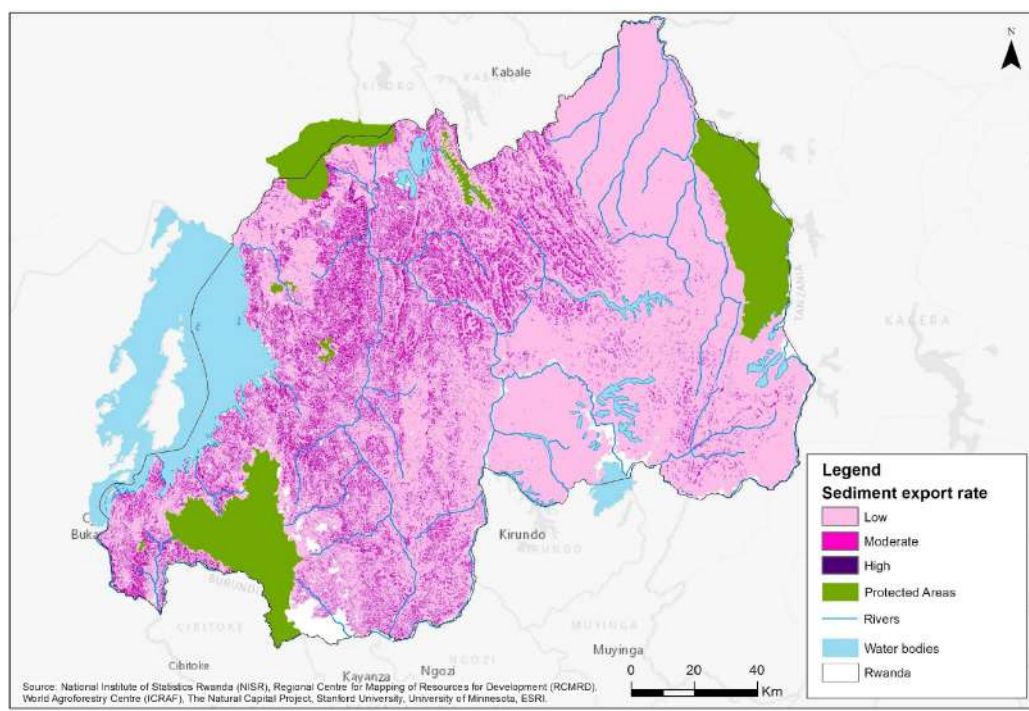 N
Kabale
KISORO
KABALE
TANZANIA
KAGERA
Buka
BURUNDI
Kirundo
KIRUNDO
CIBITOKE
MUYINGA
NGOZI
Muyinga
Cibitoke
Ngozi
Kayanza
Legend
Sediment export rate
Low
Moderate
High
Protected Areas
Rivers
Water bodies
Rwanda
0 20 40
Km
Source: National Institute of Statistics Rwanda (NISR), Regional Centre for Mapping of Resources for Development (RCMRD),
World Agroforestry Centre (ICRAF), The Natural Capital Project, Stanford University, University of Minnesota, ESRI.